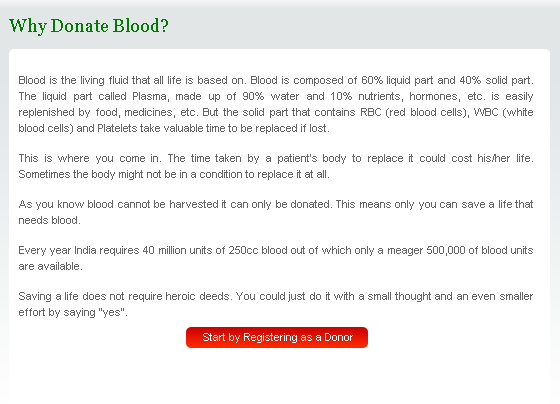 Why Donate Blood?
Blood is the living fluid that all life is based on. Blood is composed of 60% liquid part and 40% solid part.
The liquid part called Plasma, made up of 90% water and 10% nutrients, hormones, etc. is easily
replenished by food, medicines, etc. But the solid part that contains RBC (red blood cells), WBC (white
blood cells) and Platelets take valuable time to be replaced if lost.
This is where you come in. The time taken by a patient's body to replace it could cost his/her life.
Sometimes the body might not be in a condition to replace it at all.
As you know blood cannot be harvested it can only be donated. This means only you can save a life that
needs blood.
Every year India requires 40 million units of 250cc blood out of which only a meager 500,000 of blood units
are available.
Saving a life does not require heroic deeds. You could just do it with a small thought and an even smaller
effort by saying "yes".
Start by Registering as a Donor